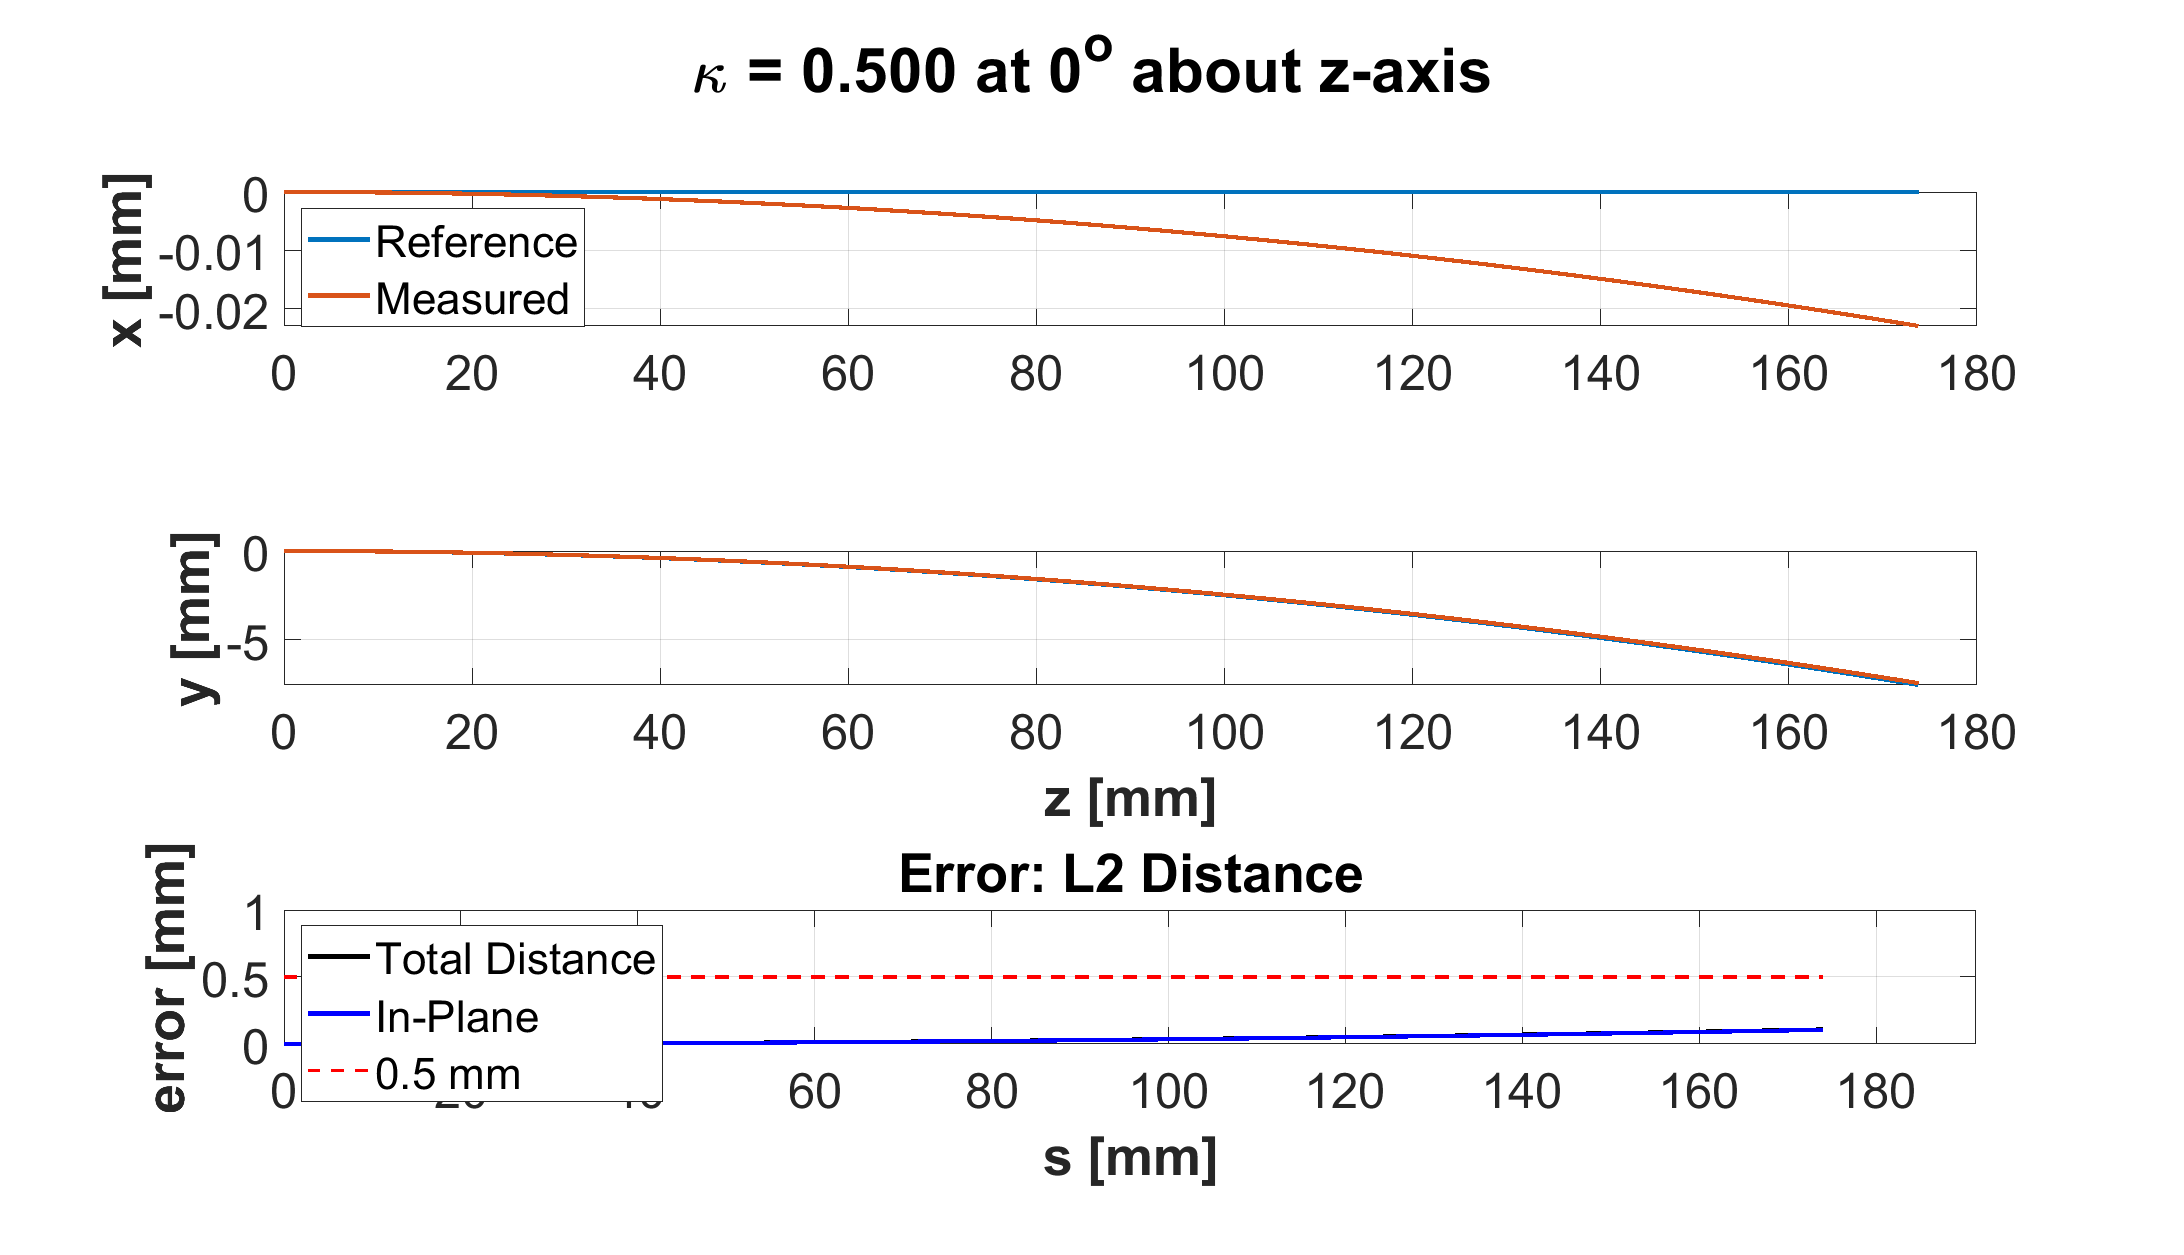 κ = 0.500 at 0° about z-axis
x [mm]
0
-0.01
-0.02
Reference
Measured
0 20 40 60 80 100 120 140 160 180
y [mm]
0
-5
0 20 40 60 80 100 120 140 160 180
z [mm]
Error: L2 Distance
error [mm]
1
0.5
0
Total Distance
In-Plane
0.5 mm
0 20 40 60 80 100 120 140 160 180
s [mm]